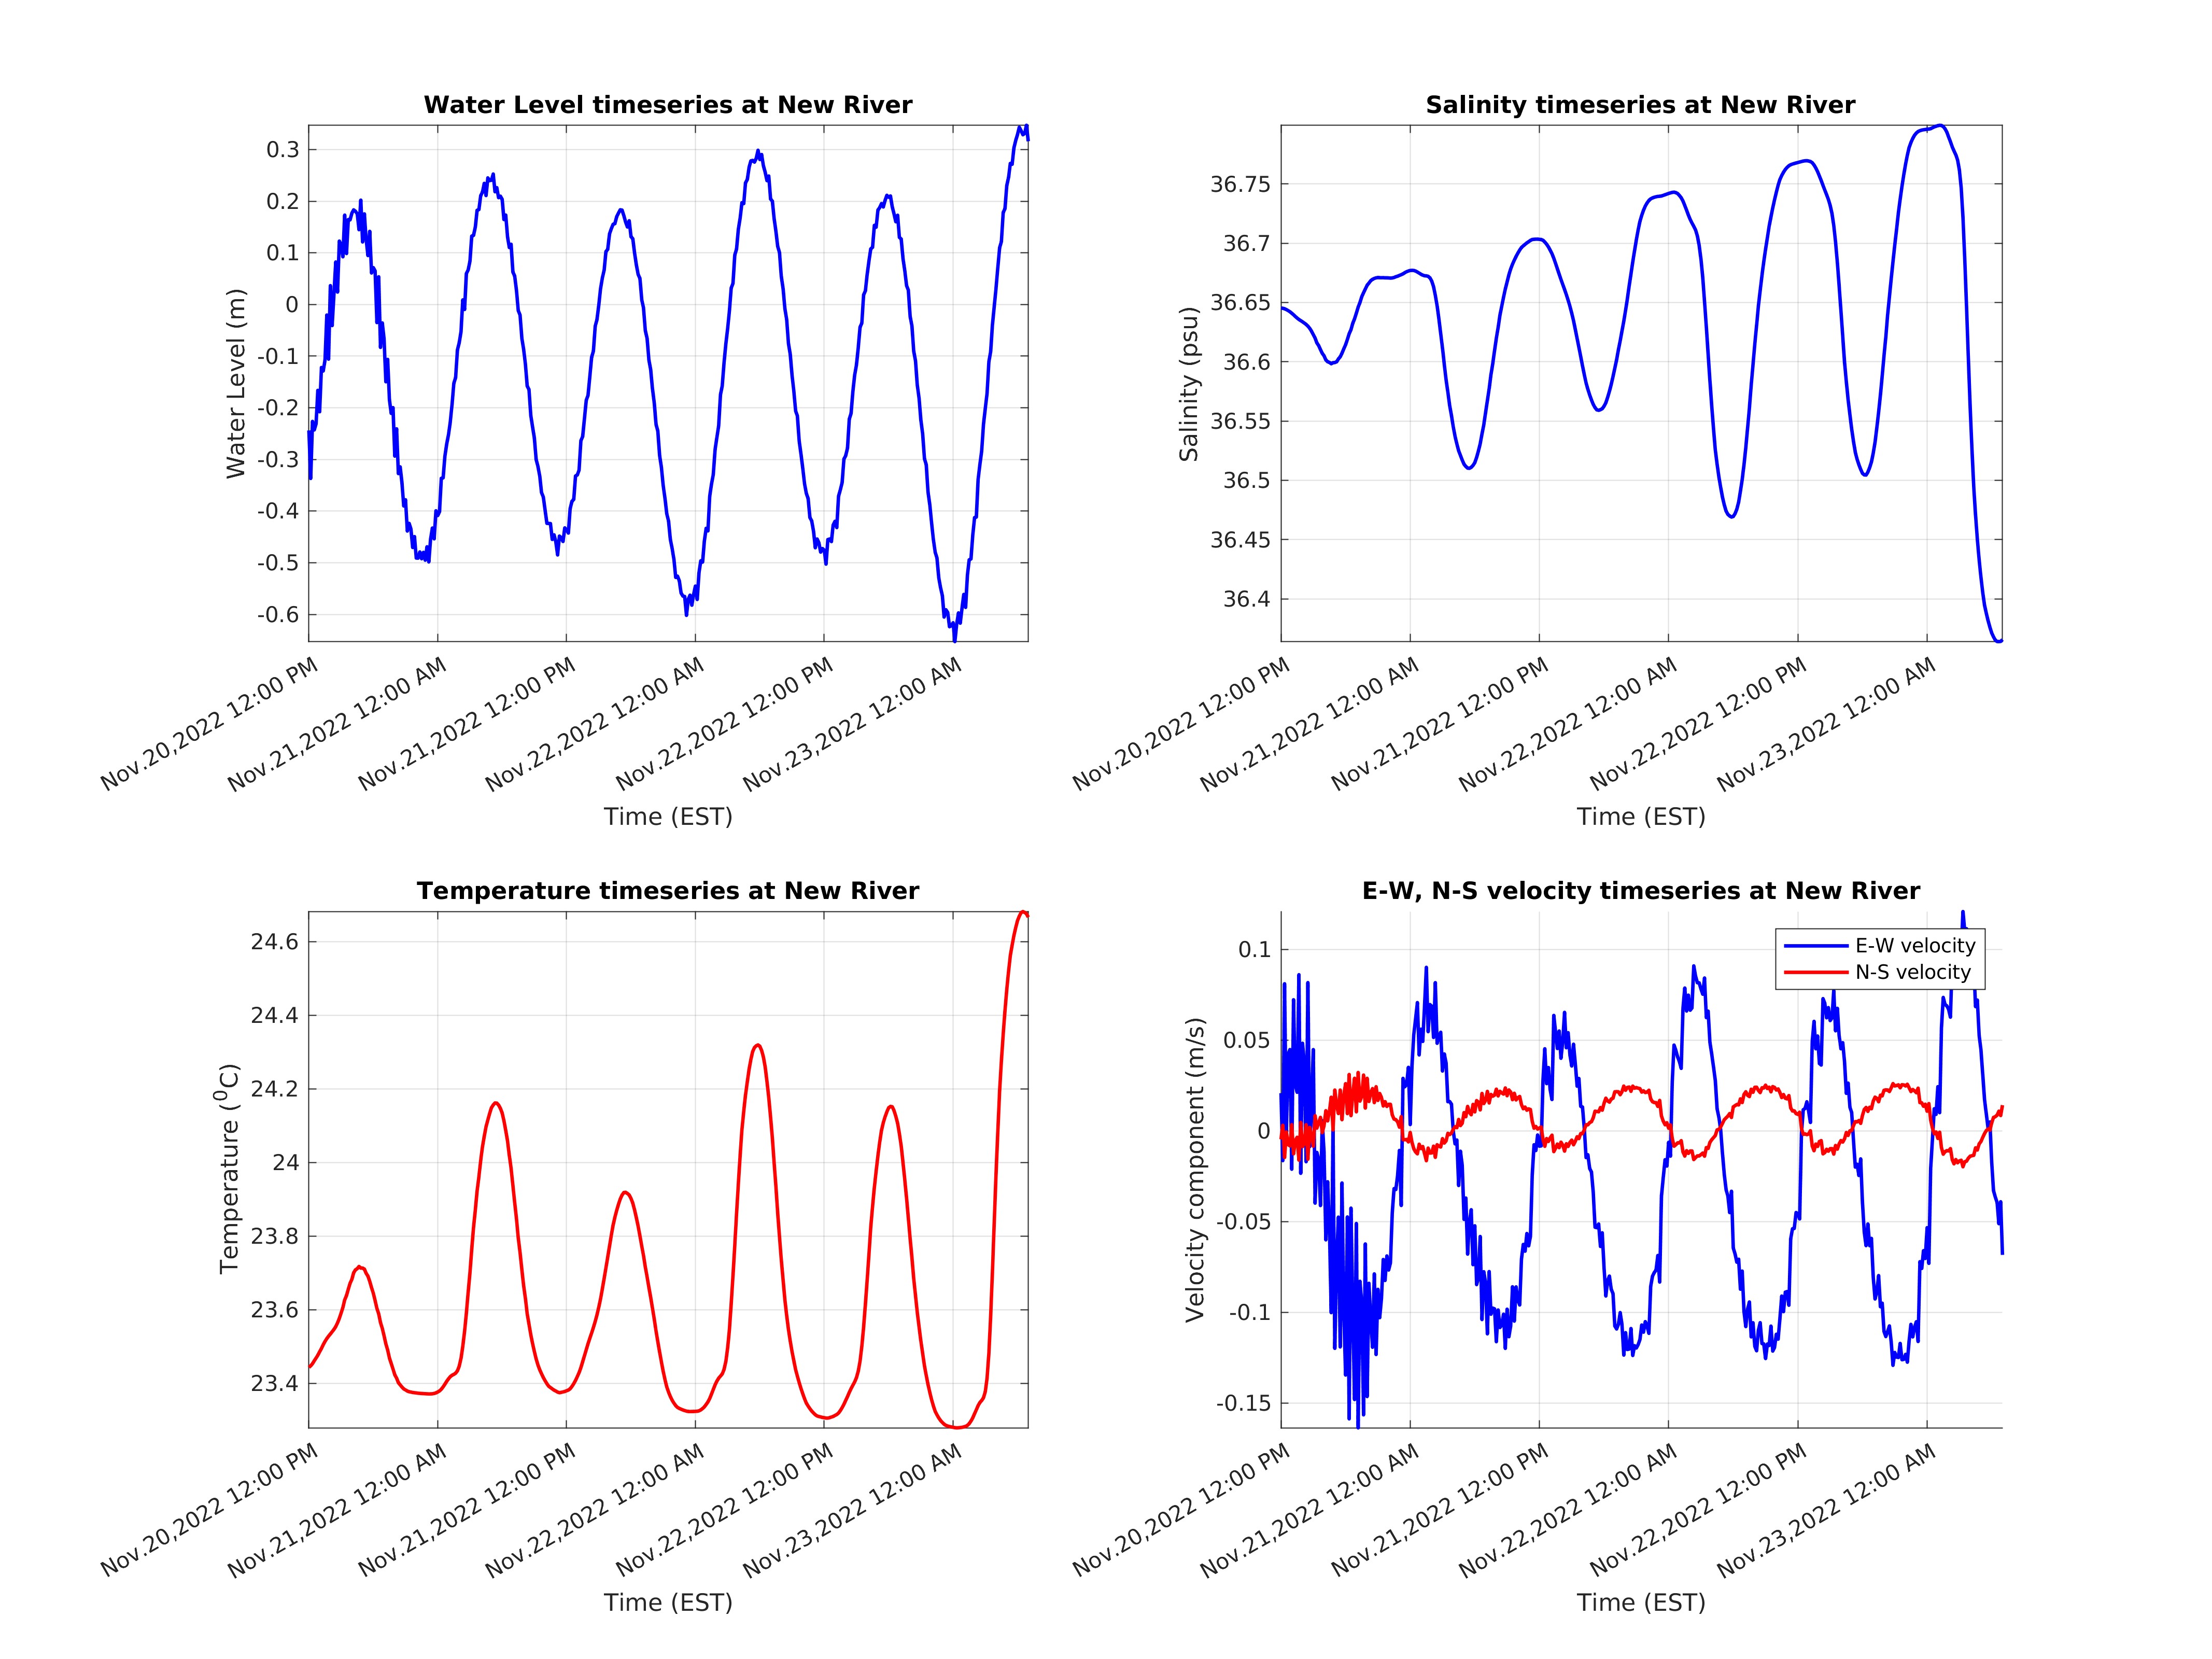 Water Level timeseries at New River
Water Level (m)
0.3
0.2
0.1
0
-0.1
-0.2
-0.3
-0.4
-0.5
-0.6
Nov.20,2022 12:00 PM
Nov.21,2022 12:00 AM
Nov.21,2022 12:00 PM
Nov.22,2022 12:00 AM
Nov.22,2022 12:00 PM
Nov.23,2022 12:00 AM
Time (EST)
Salinity timeseries at New River
Salinity (psu)
36.75
36.7
36.65
36.6
36.55
36.5
36.45
36.4
Nov.20,2022 12:00 PM
Nov.21,2022 12:00 AM
Nov.21,2022 12:00 PM
Nov.22,2022 12:00 AM
Nov.22,2022 12:00 PM
Nov.23,2022 12:00 AM
Time (EST)
Temperature timeseries at New River
Temperature (⁰C)
24.6
24.4
24.2
24
23.8
23.6
23.4
Nov.20,2022 12:00 PM
Nov.21,2022 12:00 AM
Nov.21,2022 12:00 PM
Nov.22,2022 12:00 AM
Nov.22,2022 12:00 PM
Nov.23,2022 12:00 AM
Time (EST)
E-W, N-S velocity timeseries at New River
Velocity component (m/s)
0.1
0.05
0
-0.05
-0.1
-0.15
E-W velocity
N-S velocity
Nov.20,2022 12:00 PM
Nov.21,2022 12:00 AM
Nov.21,2022 12:00 PM
Nov.22,2022 12:00 AM
Nov.22,2022 12:00 PM
Nov.23,2022 12:00 AM
Time (EST)